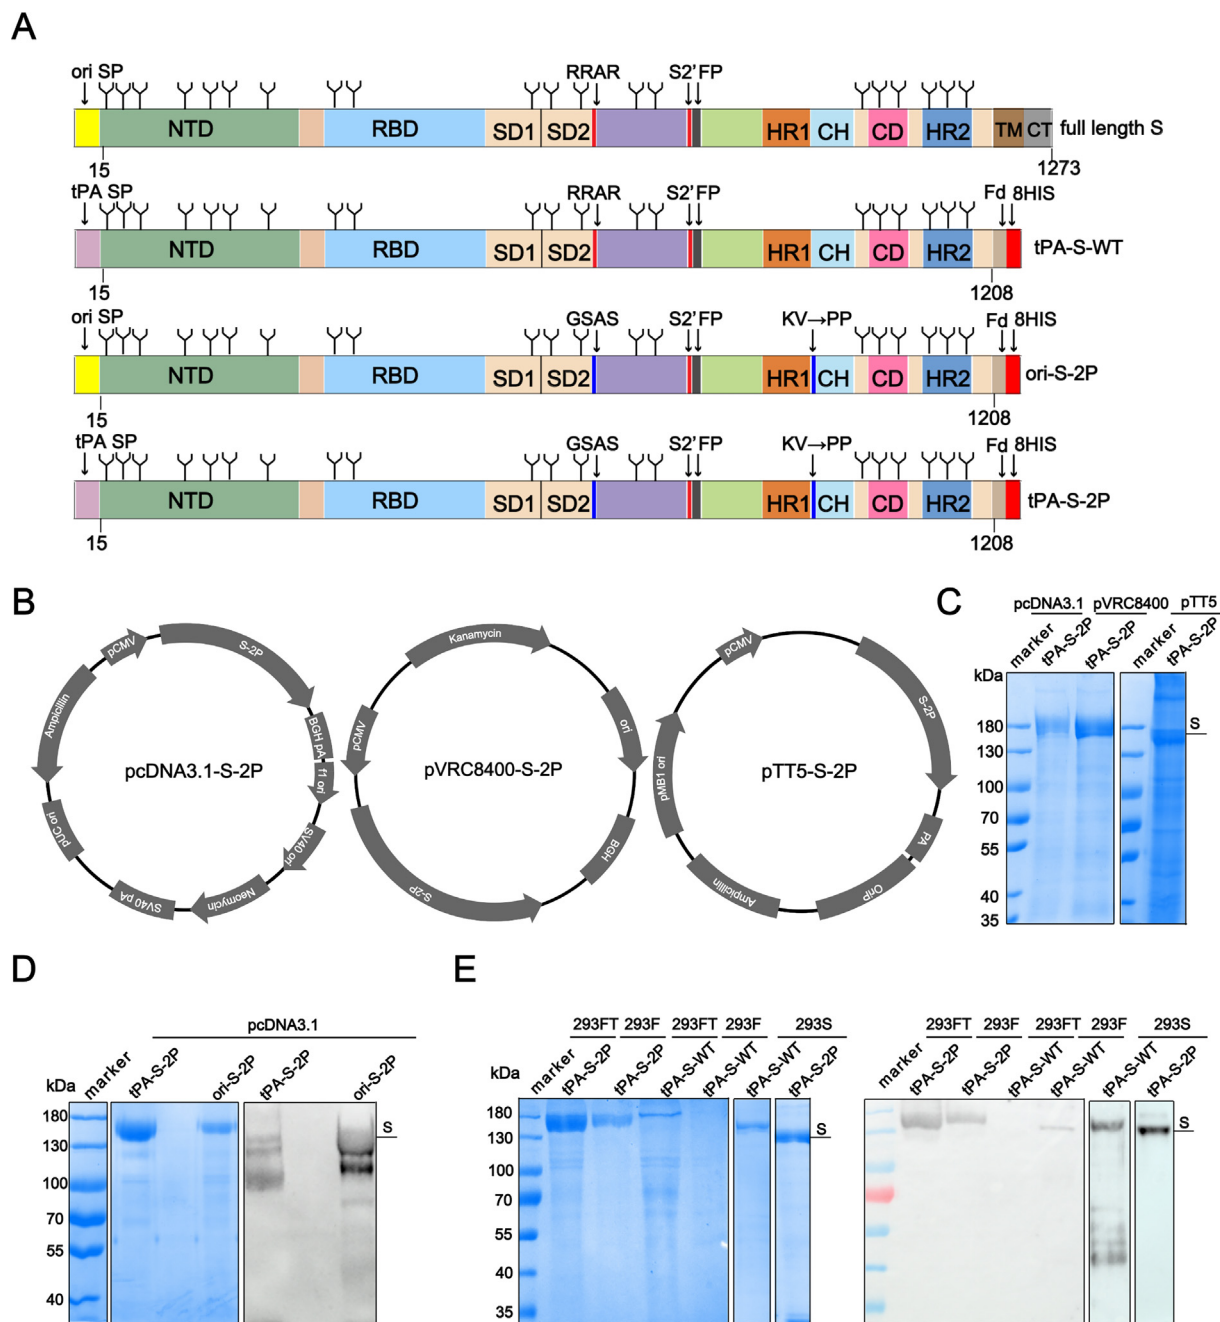 A
ori SP
RRAR
S2' FP
NTD
RBD
SD1
SD2
HR1
CH
CD
HR2
TM
CT
full length S
15
1273
tPA SP
RRAR
S2' FP
Fd
8HIS
NTD
RBD
SD1
SD2
HR1
CH
CD
HR2
tPA-S-WT
15
1208
ori SP
GSAS
S2' FP
KV→PP
Fd
8HIS
NTD
RBD
SD1
SD2
HR1
CH
CD
HR2
ori-S-2P
15
1208
tPA SP
GSAS
S2' FP
KV→PP
Fd
8HIS
NTD
RBD
SD1
SD2
HR1
CH
CD
HR2
tPA-S-2P
15
1208
B
pCMV
S-2P
BGH pA
f1 ori
SV40 ori
Neomycin
SV40 pA
pUC ori
Ampicillin
pcDNA3.1-S-2P
Kanamycin
ori
BGH
S-2P
pCMV
pVRC8400-S-2P
pCMV
S-2P
PA
OriP
Ampicillin
pMB1 ori
pTT5-S-2P
C
pcDNA3.1
pVRC8400
pTT5
marker
tPA-S-2P
tPA-S-2P
marker
tPA-S-2P
kDa
180
130
100
70
55
40
35
S
D
pcDNA3.1
marker
tPA-S-2P
ori-S-2P
tPA-S-2P
ori-S-2P
kDa
180
130
100
70
55
40
S
E
293FT
293F
293FT
293F
293S
marker
tPA-S-2P
tPA-S-2P
tPA-S-WT
tPA-S-WT
tPA-S-WT
tPA-S-2P
kDa
180
130
100
70
55
40
35
S
293FT
293F
293FT
293F
293S
marker
tPA-S-2P
tPA-S-2P
tPA-S-WT
tPA-S-WT
tPA-S-WT
tPA-S-2P
S